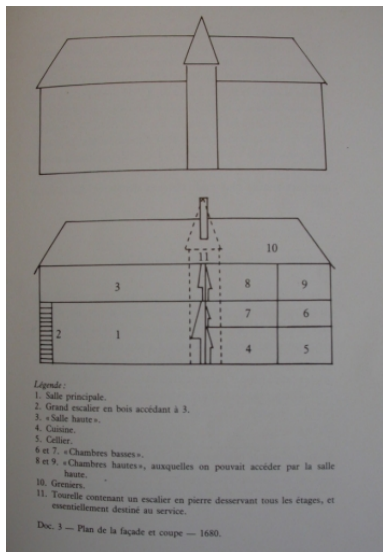 10
11
3
8
9
7
6
2
1
4
5
Légende :
1. Salle principale.
2. Grand escalier en bois accédant à 3.
3. «Salle haute».
4. Cuisine.
5. Cellier.
6 et 7. «Chambres basses».
8 et 9. «Chambres hautes», auxquelles on pouvait accéder par la salle
haute.
10. Greniers.
11. Tourelle contenant un escalier en pierre desservant tous les étages, et
essentiellement destiné au service.
Doc. 3 — Plan de la façade et coupe — 1680.